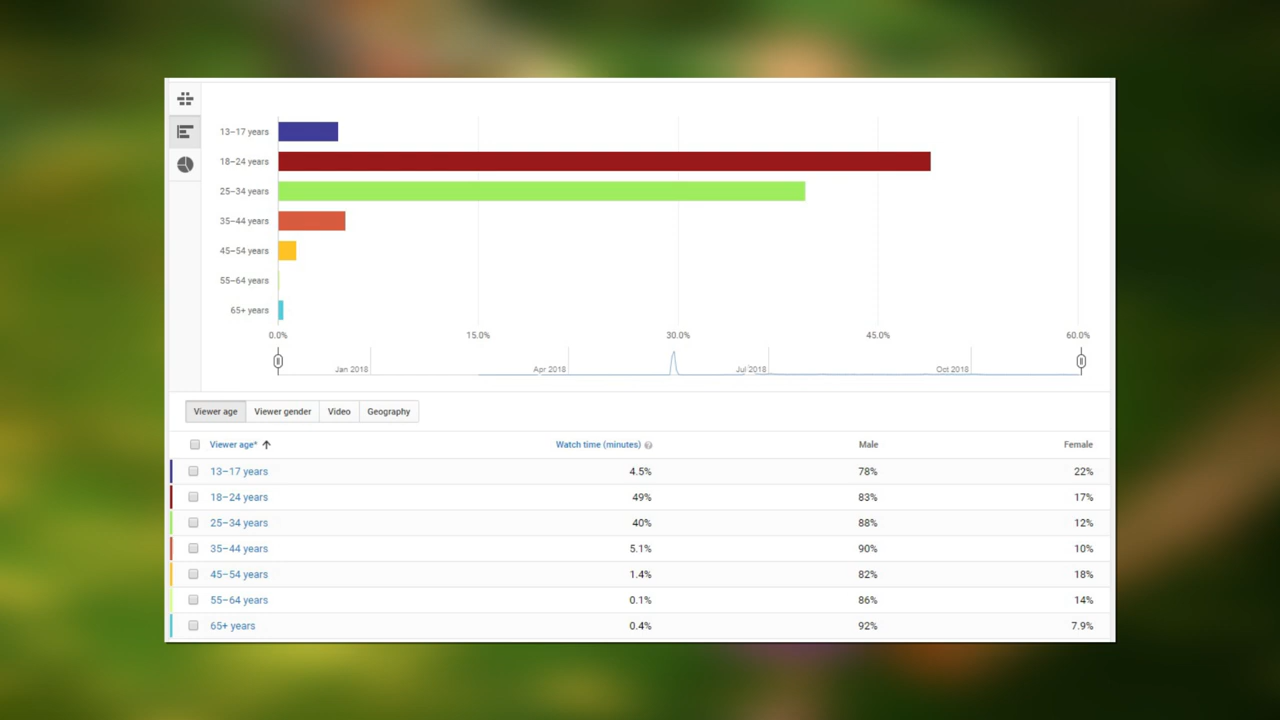 13–17 years
18–24 years
25–34 years
35–44 years
45–54 years
55–64 years
65+ years
0.0% 15.0% 30.0% 45.0% 60.0%
Jan 2018 Apr 2018 Jul 2018 Oct 2018
Viewer age Viewer gender Video Geography
Viewer age* Watch time (minutes) Male Female
13–17 years 4.5% 78% 22%
18–24 years 49% 83% 17%
25–34 years 40% 88% 12%
35–44 years 5.1% 90% 10%
45–54 years 1.4% 82% 18%
55–64 years 0.1% 86% 14%
65+ years 0.4% 92% 7.9%